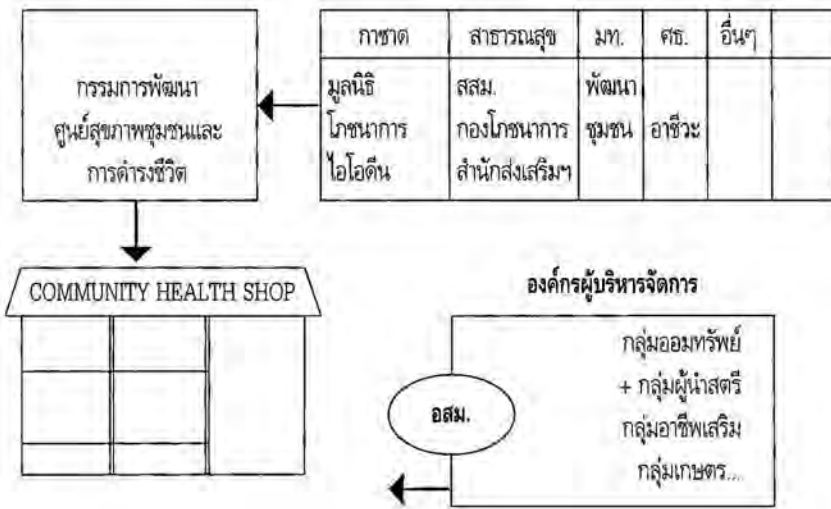 กรรมการพัฒนา
ศูนย์สุขภาพชุมชนและ
การดำรงชีวิต
กาชาด สาธารณสุข มท. ศธ. อื่นๆ
มูลนิธิ สสม. พัฒนา
โภชนาการ กองโภชนาการ ชุมชน อาชีวะ
ไอโอดีน สำนักส่งเสริมฯ
COMMUNITY HEALTH SHOP
องค์กรผู้บริหารจัดการ
กลุ่มออมทรัพย์
+ กลุ่มผู้นำสตรี
อสม.
กลุ่มอาชีพเสริม
กลุ่มเกษตร....